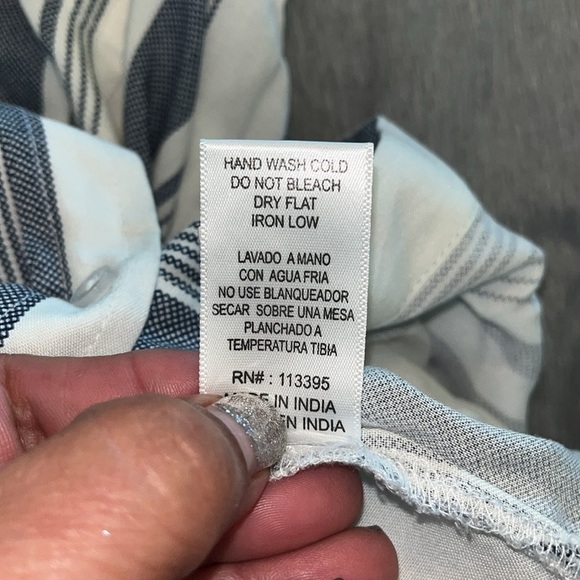 HAND WASH COLD
DO NOT BLEACH
DRY FLAT
IRON LOW
LAVADO A MANO
CON AGUA FRIA
NO USE BLANQUEADOR
SECAR SOBRE UNA MESA
PLANCHADO A
TEMPERATURA TIBIA
RN# : 113395
IN INDIA
EN INDIA